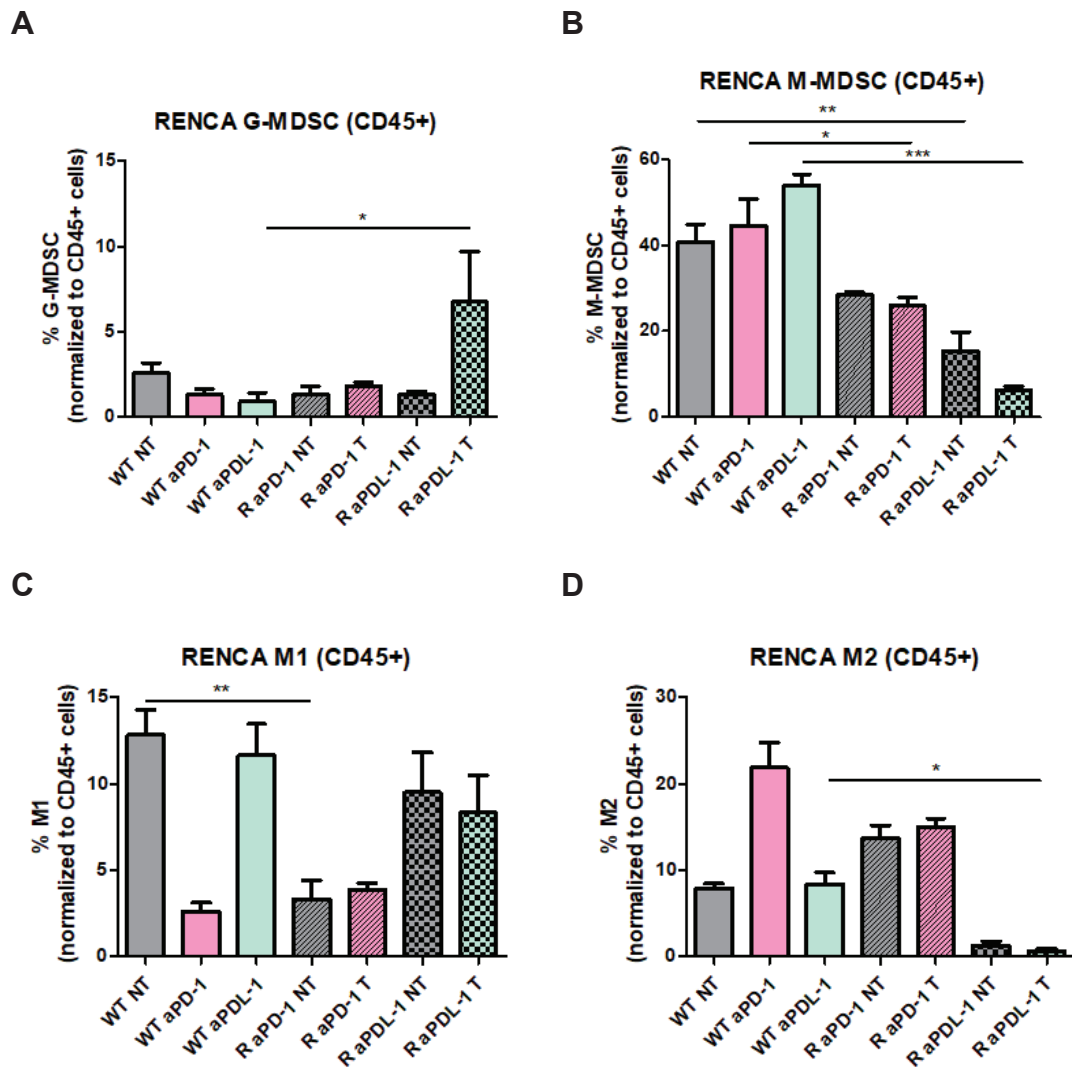 A
RENCA G-MDSC (CD45+)
% G-MDSC
(normalized to CD45+ cells)
15
10
5
0
*
WT NT
WT aPD-1
WT aPDL-1
R aPD-1 NT
R aPD-1 T
R aPDL-1 NT
R aPDL-1 T
B
RENCA M-MDSC (CD45+)
% M-MDSC
(normalized to CD45+ cells)
60
40
20
0
**
*
***
WT NT
WT aPD-1
WT aPDL-1
R aPD-1 NT
R aPD-1 T
R aPDL-1 NT
R aPDL-1 T
C
RENCA M1 (CD45+)
% M1
(normalized to CD45+ cells)
15
10
5
0
**
WT NT
WT aPD-1
WT aPDL-1
R aPD-1 NT
R aPD-1 T
R aPDL-1 NT
R aPDL-1 T
D
RENCA M2 (CD45+)
% M2
(normalized to CD45+ cells)
30
20
10
0
*
WT NT
WT aPD-1
WT aPDL-1
R aPD-1 NT
R aPD-1 T
R aPDL-1 NT
R aPDL-1 T